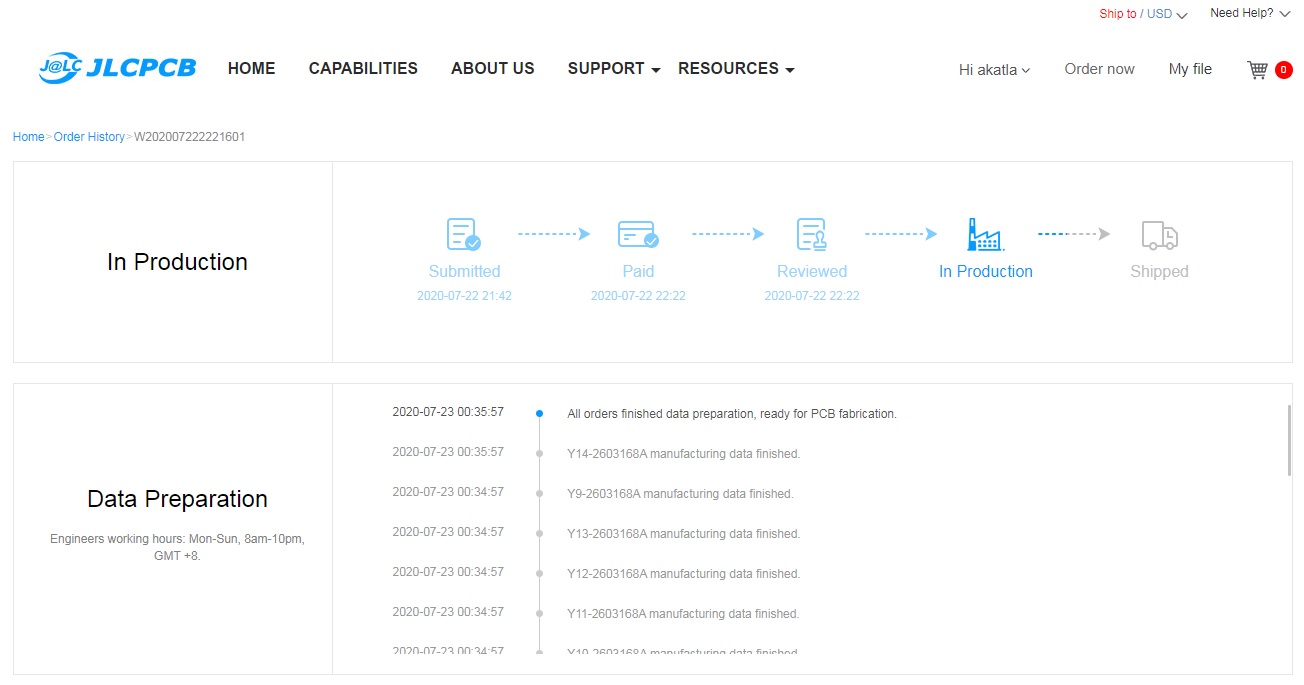 Ship to / USD
Need Help?
J@LC JLCPCB
HOME
CAPABILITIES
ABOUT US
SUPPORT
RESOURCES
Hi akatla
Order now
My file
0
Home>Order History>W202007222221601
In Production
Submitted
2020-07-22 21:42
Paid
2020-07-22 22:22
Reviewed
2020-07-22 22:22
In Production
Shipped
Data Preparation
Engineers working hours: Mon-Sun, 8am-10pm,
GMT +8.
2020-07-23 00:35:57 All orders finished data preparation, ready for PCB fabrication.
2020-07-23 00:35:57 Y14-2603168A manufacturing data finished.
2020-07-23 00:34:57 Y9-2603168A manufacturing data finished.
2020-07-23 00:34:57 Y13-2603168A manufacturing data finished.
2020-07-23 00:34:57 Y12-2603168A manufacturing data finished.
2020-07-23 00:34:57 Y11-2603168A manufacturing data finished.
2020-07-23 00:34:57 Y10-2603168A manufacturing data finished.